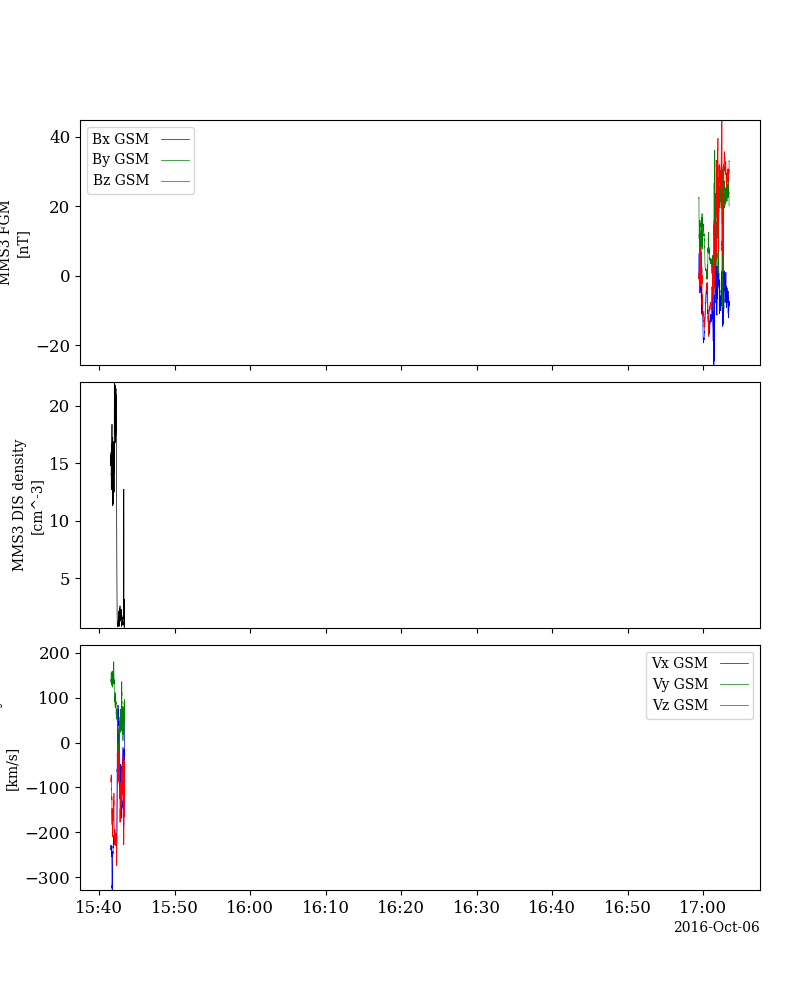 40
20
0
−20
MMS3 FGM
[nT]
Bx GSM
By GSM
Bz GSM
20
15
10
5
MMS3 DIS density
[cm^-3]
200
100
0
−100
−200
−300
[km/s]
Vx GSM
Vy GSM
Vz GSM
15:40 15:50 16:00 16:10 16:20 16:30 16:40 16:50 17:00
2016-Oct-06